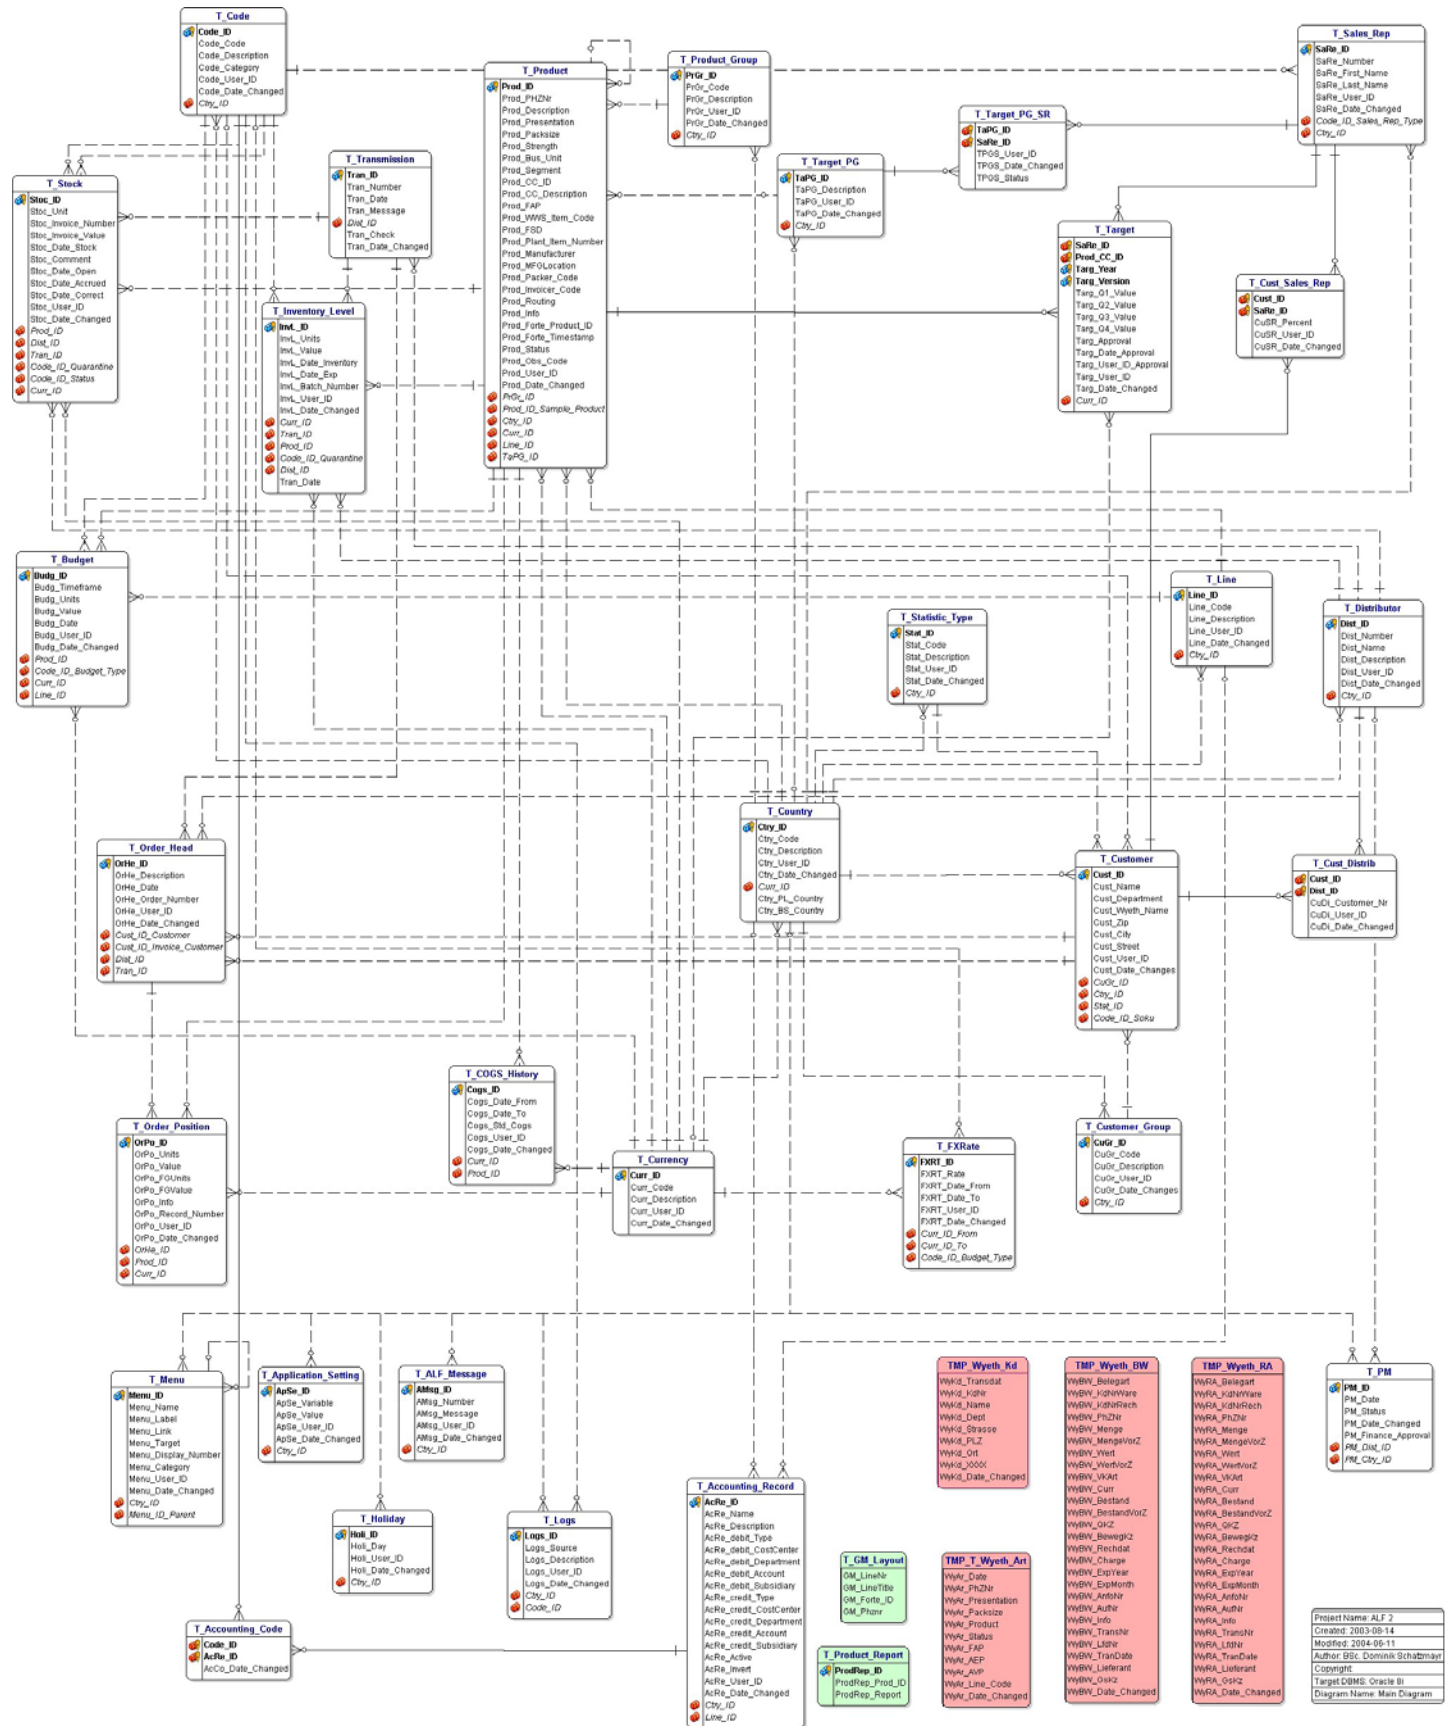 T_Code
Code_ID
Code_Code
Code_Description
Code_Category
Code_User_ID
Code_Date_Changed
Ctry_ID
T_Product
Prod_ID
Prod_PHZNr
Prod_Description
Prod_Presentation
Prod_Packsize
Prod_Strength
Prod_Bus_Unit
Prod_Segment
Prod_CC_ID
Prod_CC_Description
Prod_FAP
Prod_WWS_Item_Code
Prod_FSD
Prod_Plant_Item_Number
Prod_Manufacturer
Prod_MFGLocation
Prod_Packer_Code
Prod_Invoicer_Code
Prod_Routing
Prod_Info
Prod_Forte_Product_ID
Prod_Forte_Timestamp
Prod_Status
Prod_Obs_Code
Prod_User_ID
Prod_Date_Changed
PrGr_ID
Prod_ID_Sample_Product
Ctry_ID
Curr_ID
Line_ID
TaPG_ID
T_Product_Group
PrGr_ID
PrGr_Code
PrGr_Description
PrGr_User_ID
PrGr_Date_Changed
Ctry_ID
T_Sales_Rep
SaRe_ID
SaRe_Number
SaRe_First_Name
SaRe_Last_Name
SaRe_User_ID
SaRe_Date_Changed
Code_ID_Sales_Rep_Type
Ctry_ID
T_Target_PG_SR
TaPG_ID
SaRe_ID
TPGS_User_ID
TPGS_Date_Changed
TPGS_Status
T_Target_PG
TaPG_ID
TaPG_Description
TaPG_User_ID
TaPG_Date_Changed
Ctry_ID
T_Transmission
Tran_ID
Tran_Number
Tran_Date
Tran_Message
Dist_ID
Tran_Check
Tran_Date_Changed
T_Stock
Stoc_ID
Stoc_Unit
Stoc_Invoice_Number
Stoc_Invoice_Value
Stoc_Date_Stock
Stoc_Comment
Stoc_Date_Open
Stoc_Date_Accrued
Stoc_Date_Correct
Stoc_User_ID
Stoc_Date_Changed
Prod_ID
Dist_ID
Tran_ID
Code_ID_Quarantine
Code_ID_Status
Curr_ID
T_Inventory_Level
InvL_ID
InvL_Units
InvL_Value
InvL_Date_Inventory
InvL_Date_Exp
InvL_Batch_Number
InvL_User_ID
InvL_Date_Changed
Curr_ID
Tran_ID
Prod_ID
Code_ID_Quarantine
Dist_ID
Tran_Date
T_Target
SaRe_ID
Prod_CC_ID
Targ_Year
Targ_Version
Targ_Q1_Value
Targ_Q2_Value
Targ_Q3_Value
Targ_Q4_Value
Targ_Approval
Targ_Date_Approval
Targ_User_ID_Approval
Targ_User_ID
Targ_Date_Changed
Curr_ID
T_Cust_Sales_Rep
Cust_ID
SaRe_ID
CuSR_Percent
CuSR_User_ID
CuSR_Date_Changed
T_Budget
Budg_ID
Budg_Timeframe
Budg_Units
Budg_Value
Budg_Date
Budg_User_ID
Budg_Date_Changed
Prod_ID
Code_ID_Budget_Type
Curr_ID
Line_ID
T_Statistic_Type
Stat_ID
Stat_Code
Stat_Description
Stat_User_ID
Stat_Date_Changed
Ctry_ID
T_Line
Line_ID
Line_Code
Line_Description
Line_User_ID
Line_Date_Changed
Ctry_ID
T_Distributor
Dist_ID
Dist_Number
Dist_Name
Dist_Description
Dist_User_ID
Dist_Date_Changed
Ctry_ID
T_Order_Head
OrHe_ID
OrHe_Description
OrHe_Date
OrHe_Order_Number
OrHe_User_ID
OrHe_Date_Changed
Cust_ID_Customer
Cust_ID_Invoice_Customer
Dist_ID
Tran_ID
T_Country
Ctry_ID
Ctry_Code
Ctry_Description
Ctry_User_ID
Ctry_Date_Changed
Curr_ID
Ctry_PL_Country
Ctry_BS_Country
T_Customer
Cust_ID
Cust_Name
Cust_Department
Cust_Wyeth_Name
Cust_Zip
Cust_City
Cust_Street
Cust_User_ID
Cust_Date_Changes
CuGr_ID
Ctry_ID
Stat_ID
Code_ID_Soku
T_Cust_Distrib
Cust_ID
Dist_ID
CuDi_Customer_Nr
CuDi_User_ID
CuDi_Date_Changed
T_COGS_History
Cogs_ID
Cogs_Date_From
Cogs_Date_To
Cogs_Std_Cogs
Cogs_User_ID
Cogs_Date_Changed
Curr_ID
Prod_ID
T_Order_Position
OrPo_ID
OrPo_Units
OrPo_Value
OrPo_FGUnits
OrPo_FGValue
OrPo_Info
OrPo_Record_Number
OrPo_User_ID
OrPo_Date_Changed
OrHe_ID
Prod_ID
Curr_ID
T_Currency
Curr_ID
Curr_Code
Curr_Description
Curr_User_ID
Curr_Date_Changed
T_FXRate
FXRT_ID
FXRT_Rate
FXRT_Date_From
FXRT_Date_To
FXRT_User_ID
FXRT_Date_Changed
Curr_ID_From
Curr_ID_To
Code_ID_Budget_Type
T_Customer_Group
CuGr_ID
CuGr_Code
CuGr_Description
CuGr_User_ID
CuGr_Date_Changes
Ctry_ID
T_Menu
Menu_ID
Menu_Name
Menu_Label
Menu_Link
Menu_Target
Menu_Display_Number
Menu_Category
Menu_User_ID
Menu_Date_Changed
Ctry_ID
Menu_ID_Parent
T_Application_Setting
ApSe_ID
ApSe_Variable
ApSe_Value
ApSe_User_ID
ApSe_Date_Changed
Ctry_ID
T_ALF_Message
AMsg_ID
AMsg_Number
AMsg_Message
AMsg_User_ID
AMsg_Date_Changed
Ctry_ID
T_Holiday
Holi_ID
Holi_Day
Holi_User_ID
Holi_Date_Changed
Ctry_ID
T_Logs
Logs_ID
Logs_Source
Logs_Description
Logs_User_ID
Logs_Date_Changed
Ctry_ID
Code_ID
T_Accounting_Record
AcRe_ID
AcRe_Name
AcRe_Description
AcRe_debit_Type
AcRe_debit_CostCenter
AcRe_debit_Department
AcRe_debit_Account
AcRe_debit_Subsidiary
AcRe_credit_Type
AcRe_credit_CostCenter
AcRe_credit_Department
AcRe_credit_Account
AcRe_credit_Subsidiary
AcRe_Active
AcRe_Invert
AcRe_User_ID
AcRe_Date_Changed
Ctry_ID
Line_ID
T_Accounting_Code
Code_ID
AcRe_ID
AcCo_Date_Changed
TMP_Wyeth_Kd
WyKd_Transdat
WyKd_KdNr
WyKd_Name
WyKd_Dept
WyKd_Strasse
WyKd_PLZ
WyKd_Ort
WyKd_XXXX
WyKd_Date_Changed
TMP_Wyeth_BW
WyBW_Belegart
WyBW_KdNrWare
WyBW_KdNrRech
WyBW_PhZNr
WyBW_Menge
WyBW_MengeVorZ
WyBW_Wert
WyBW_WertVorZ
WyBW_VKArt
WyBW_Curr
WyBW_Bestand
WyBW_BestandVorZ
WyBW_QKZ
WyBW_BewegKz
WyBW_Rechdat
WyBW_Charge
WyBW_ExpYear
WyBW_ExpMonth
WyBW_AnfoNr
WyBW_AufNr
WyBW_Info
WyBW_TransNr
WyBW_LfdNr
WyBW_TranDate
WyBW_Lieferant
WyBW_GsKz
WyBW_Date_Changed
TMP_Wyeth_RA
WyRA_Belegart
WyRA_KdNrWare
WyRA_KdNrRech
WyRA_PhZNr
WyRA_Menge
WyRA_MengeVorZ
WyRA_Wert
WyRA_WertVorZ
WyRA_VKArt
WyRA_Curr
WyRA_Bestand
WyRA_BestandVorZ
WyRA_QKZ
WyRA_BewegKz
WyRA_Rechdat
WyRA_Charge
WyRA_ExpYear
WyRA_ExpMonth
WyRA_AnfoNr
WyRA_AufNr
WyRA_Info
WyRA_TransNr
WyRA_LfdNr
WyRA_TranDate
WyRA_Lieferant
WyRA_GsKz
WyRA_Date_Changed
T_PM
PM_ID
PM_Date
PM_Status
PM_Date_Changed
PM_Finance_Approval
PM_Dist_ID
PM_Ctry_ID
T_GM_Layout
GM_LineNr
GM_LineTitle
GM_Forte_ID
GM_Phznr
TMP_T_Wyeth_Art
WyAr_Date
WyAr_PhZNr
WyAr_Presentation
WyAr_Packsize
WyAr_Product
WyAr_Status
WyAr_FAP
WyAr_AEP
WyAr_AVP
WyAr_Line_Code
WyAr_Date_Changed
T_Product_Report
ProdRep_ID
ProdRep_Prod_ID
ProdRep_Report
Project Name: ALF 2
Created: 2003-08-14
Modified: 2004-06-11
Author: BSc. Dominik Schatzmayr
Copyright:
Target DBMS: Oracle 8i
Diagram Name: Main Diagram